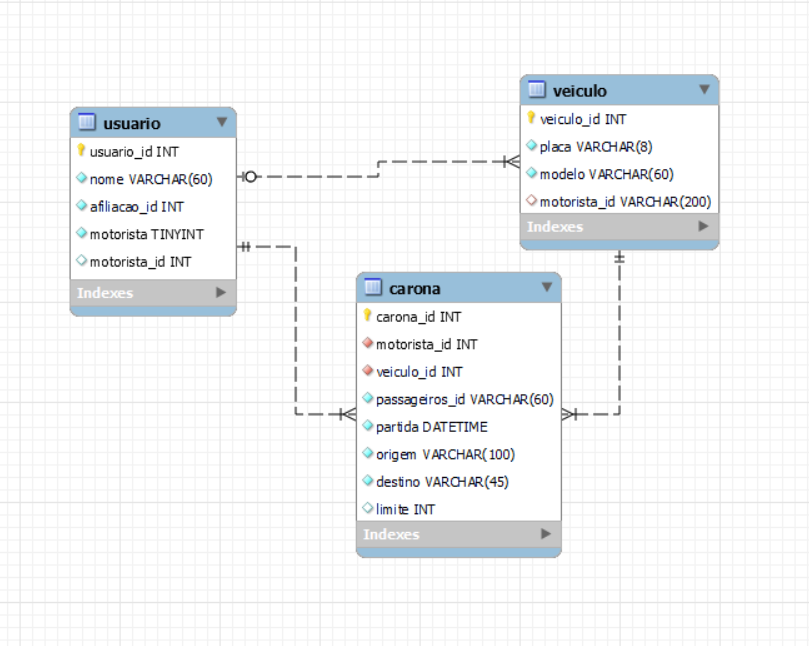 usuario
usuario_id INT
nome VARCHAR(60)
afiliacao_id INT
motorista TINYINT
motorista_id INT
Indexes
veiculo
veiculo_id INT
placa VARCHAR(8)
modelo VARCHAR(60)
motorista_id VARCHAR(200)
Indexes
carona
carona_id INT
motorista_id INT
veiculo_id INT
passageiros_id VARCHAR(60)
partida DATETIME
origem VARCHAR(100)
destino VARCHAR(45)
limite INT
Indexes